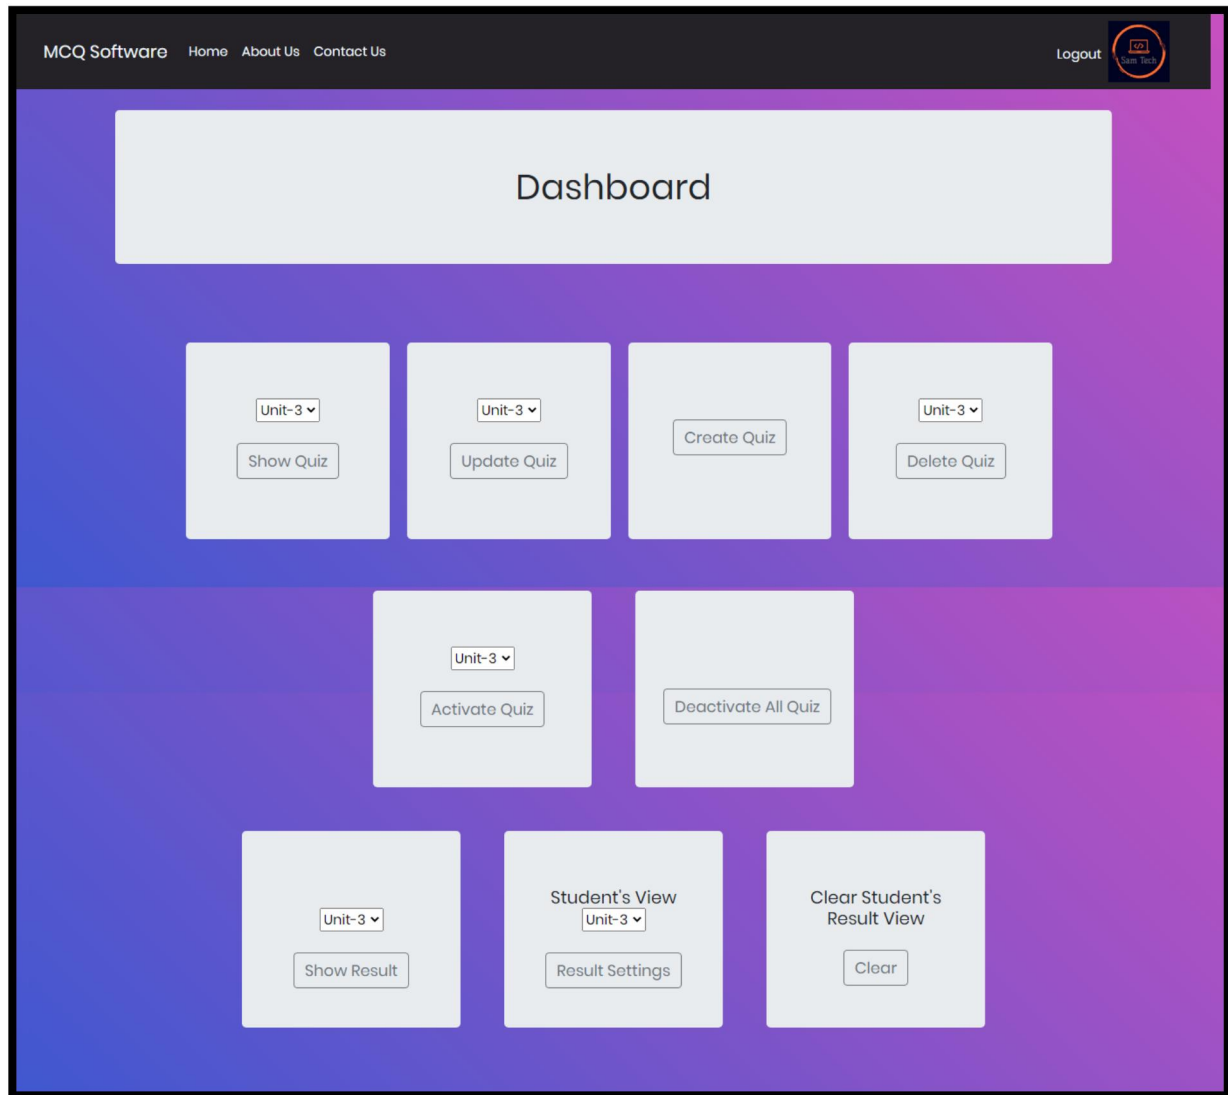 MCQ Software Home About Us Contact Us Logout
</> Sam Tech
Dashboard
Unit-3
Show Quiz
Unit-3
Update Quiz
Create Quiz
Unit-3
Delete Quiz
Unit-3
Activate Quiz
Deactivate All Quiz
Unit-3
Show Result
Student's View
Unit-3
Result Settings
Clear Student's
Result View
Clear